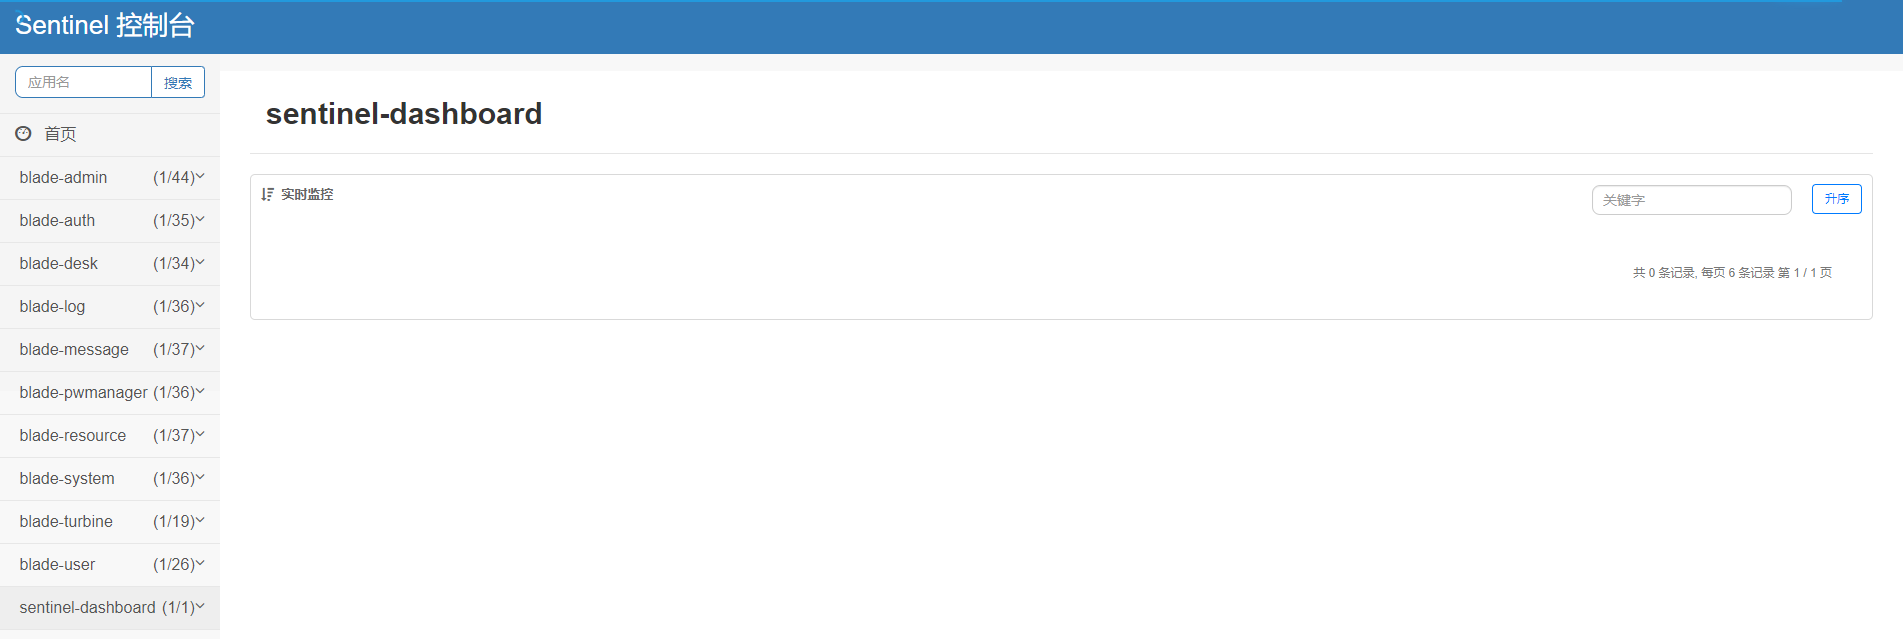 Sentinel 控制台
应用名 搜索
首页
blade-admin (1/44)
blade-auth (1/35)
blade-desk (1/34)
blade-log (1/36)
blade-message (1/37)
blade-pwmanager (1/36)
blade-resource (1/37)
blade-system (1/36)
blade-turbine (1/19)
blade-user (1/26)
sentinel-dashboard (1/1)
sentinel-dashboard
实时监控 关键字 升序
共 0 条记录, 每页 6 条记录 第 1 / 1 页